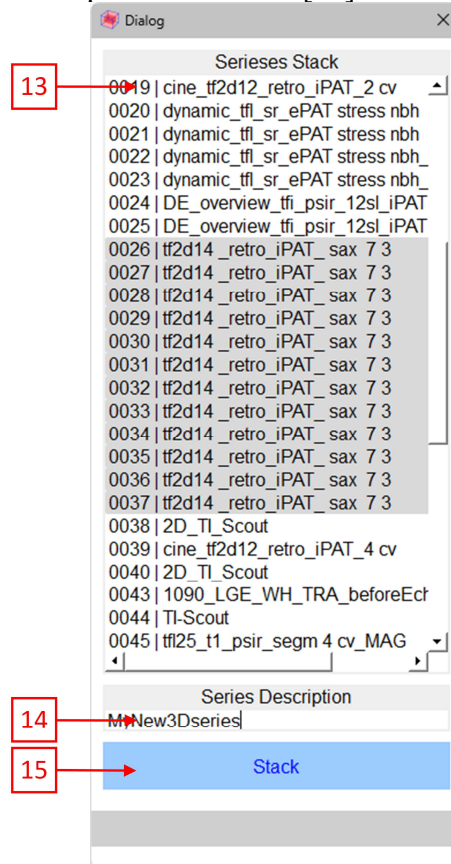 Dialog
Serieses Stack
13
0019 | cine_tf2d12_retro_iPAT_2 cv
0020 | dynamic_tfl_sr_ePAT stress nbh
0021 | dynamic_tfl_sr_ePAT stress nbh
0022 | dynamic_tfl_sr_ePAT stress nbh_
0023 | dynamic_tfl_sr_ePAT stress nbh_
0024 | DE_overview_tfi_psir_12sl_iPAT
0025 | DE_overview_tfi_psir_12sl_iPAT
0026 | tf2d14 _retro_iPAT_ sax 7 3
0027 | tf2d14 _retro_iPAT_ sax 7 3
0028 | tf2d14 _retro_iPAT_ sax 7 3
0029 | tf2d14 _retro_iPAT_ sax 7 3
0030 | tf2d14 _retro_iPAT_ sax 7 3
0031 | tf2d14 _retro_iPAT_ sax 7 3
0032 | tf2d14 _retro_iPAT_ sax 7 3
0033 | tf2d14 _retro_iPAT_ sax 7 3
0034 | tf2d14 _retro_iPAT_ sax 7 3
0035 | tf2d14 _retro_iPAT_ sax 7 3
0036 | tf2d14 _retro_iPAT_ sax 7 3
0037 | tf2d14 _retro_iPAT_ sax 7 3
0038 | 2D_TI_Scout
0039 | cine_tf2d12_retro_iPAT_4 cv
0040 | 2D_TI_Scout
0043 | 1090_LGE_WH_TRA_beforeEch
0044 | TI-Scout
0045 | tfl25_t1_psir_segm 4 cv_MAG
Series Description
14
MyNew3Dseries
15
Stack